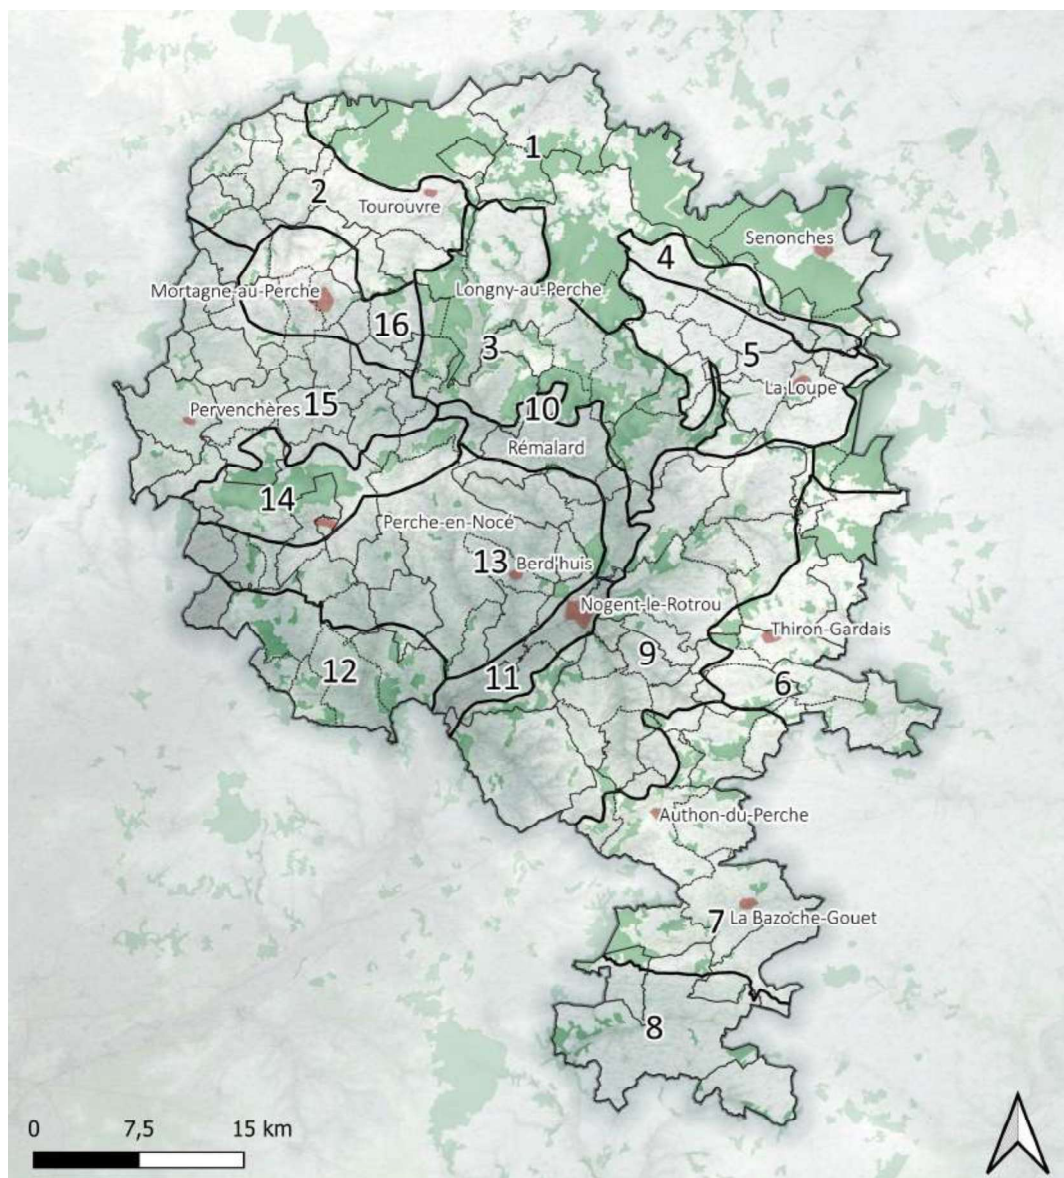 1
2
Tourouvre
Senonches
4
Mortagne-au-Perche
Longny-au-Perche
16
3
5
La Loupe
Pervenchères
15
10
Rémalard
14
Perche-en-Nocé
13
Berd'huis
Nogent-le-Rotrou
Thiron-Gardais
9
12
11
6
Authon-du-Perche
7
La Bazoche-Gouet
8
0 7,5 15 km